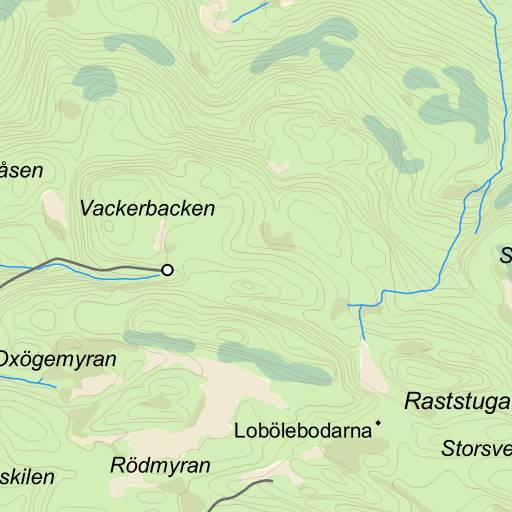 åsen
Vackerbacken
S
Oxögemyran
Raststuga
Lobölebodarna
Storsve
Rödmyran
skilen